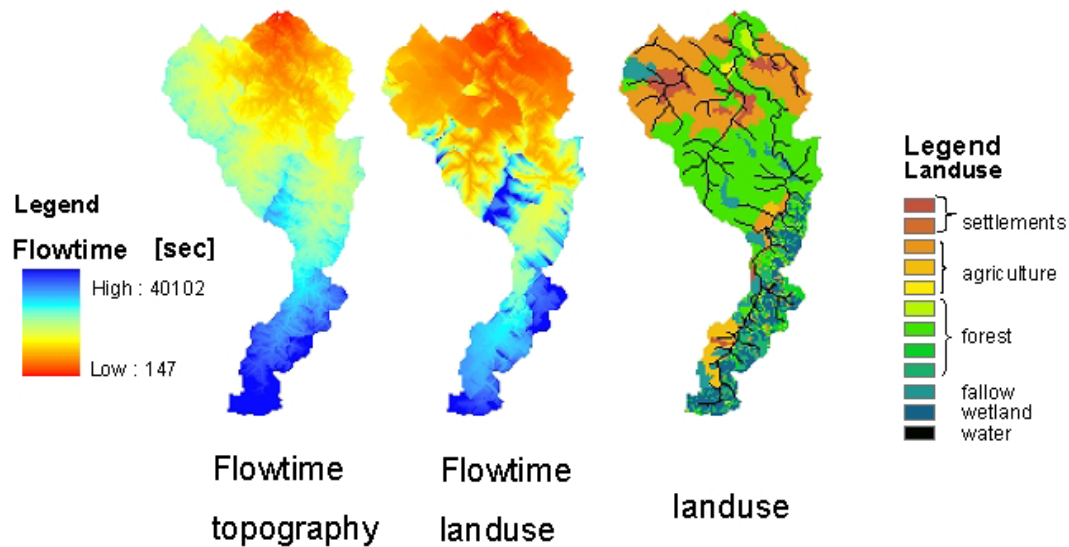 Legend
Flowtime [sec]
High : 40102
Low : 147
Legend
Landuse
settlements
agriculture
forest
fallow
wetland
water
Flowtime
topography
Flowtime
landuse
landuse